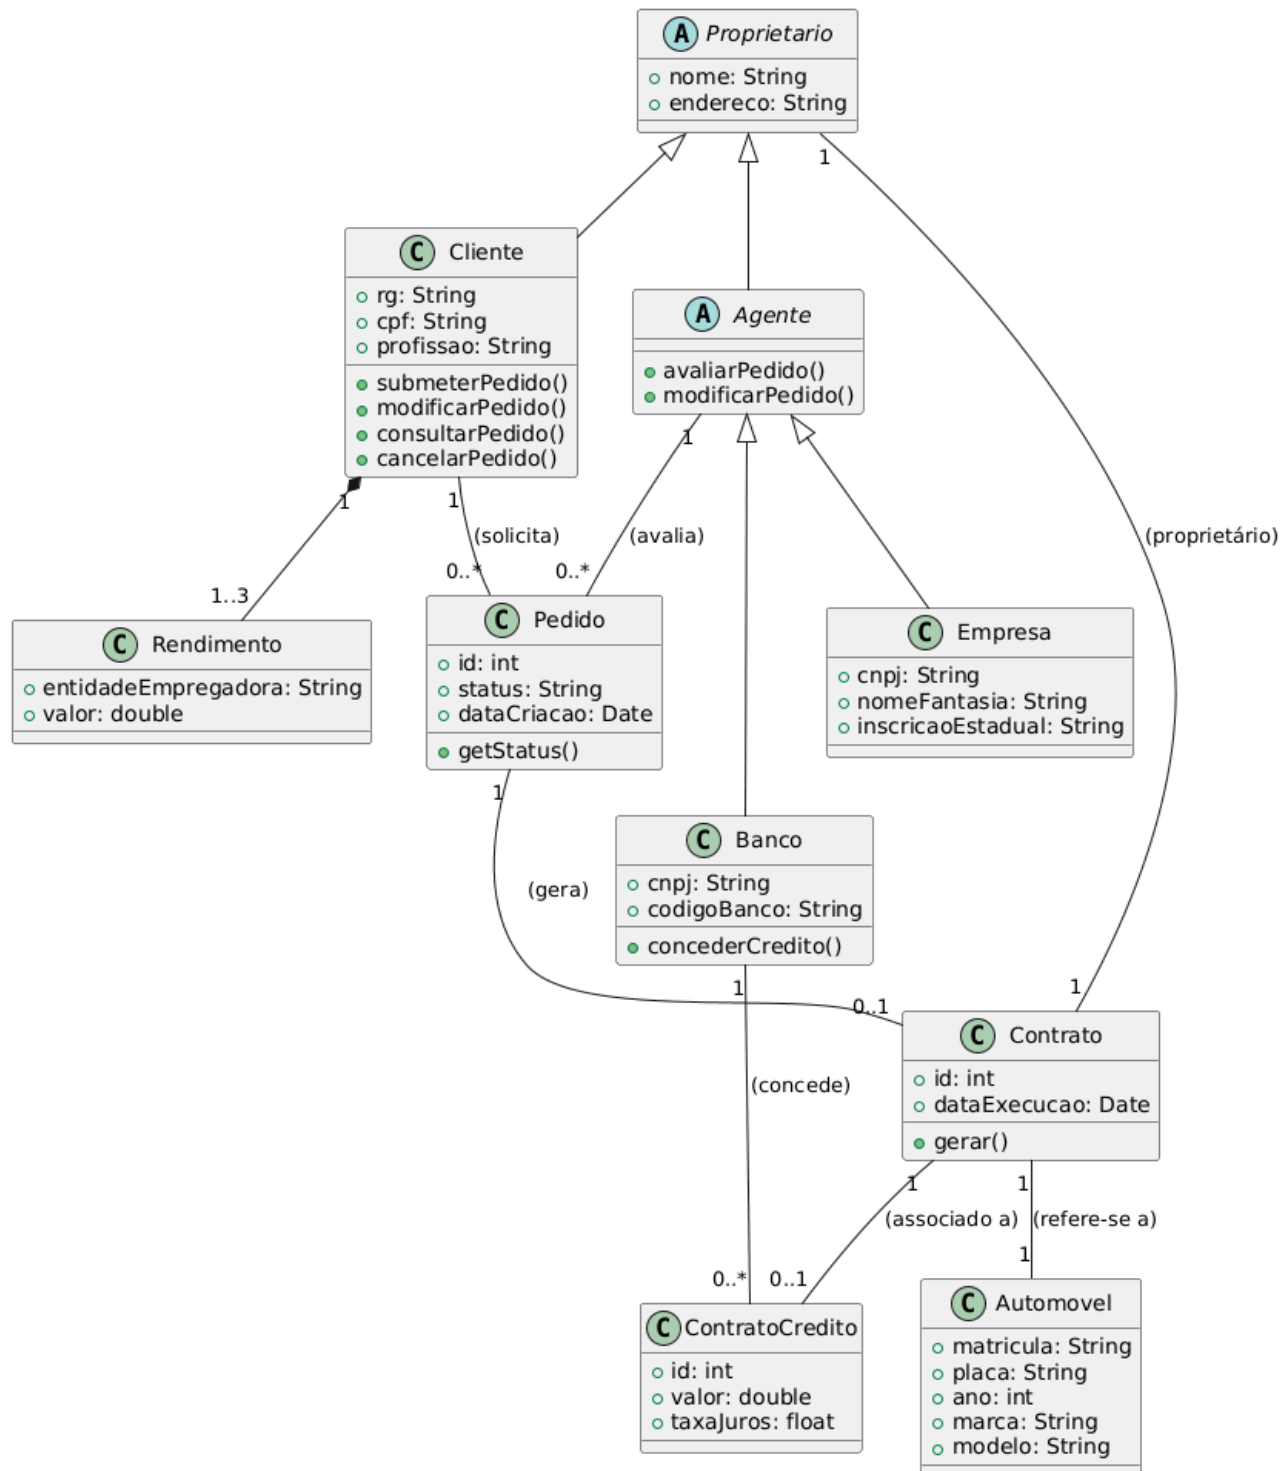 A Proprietario
nome: String
endereco: String
1
C Cliente
rg: String
cpf: String
profissao: String
submeterPedido()
modificarPedido()
consultarPedido()
cancelarPedido()
A Agente
avaliarPedido()
modificarPedido()
1
1
1
(solicita)
(avalia)
(proprietário)
1..3
0..*
0..*
C Rendimento
entidadeEmpregadora: String
valor: double
C Pedido
id: int
status: String
dataCriacao: Date
getStatus()
C Empresa
cnpj: String
nomeFantasia: String
inscricaoEstadual: String
1
(gera)
C Banco
cnpj: String
codigoBanco: String
concederCredito()
1
0..1
1
C Contrato
id: int
dataExecucao: Date
gerar()
(concede)
1
1
(associado a)
(refere-se a)
0..*
0..1
1
C ContratoCredito
id: int
valor: double
taxaJuros: float
C Automovel
matricula: String
placa: String
ano: int
marca: String
modelo: String